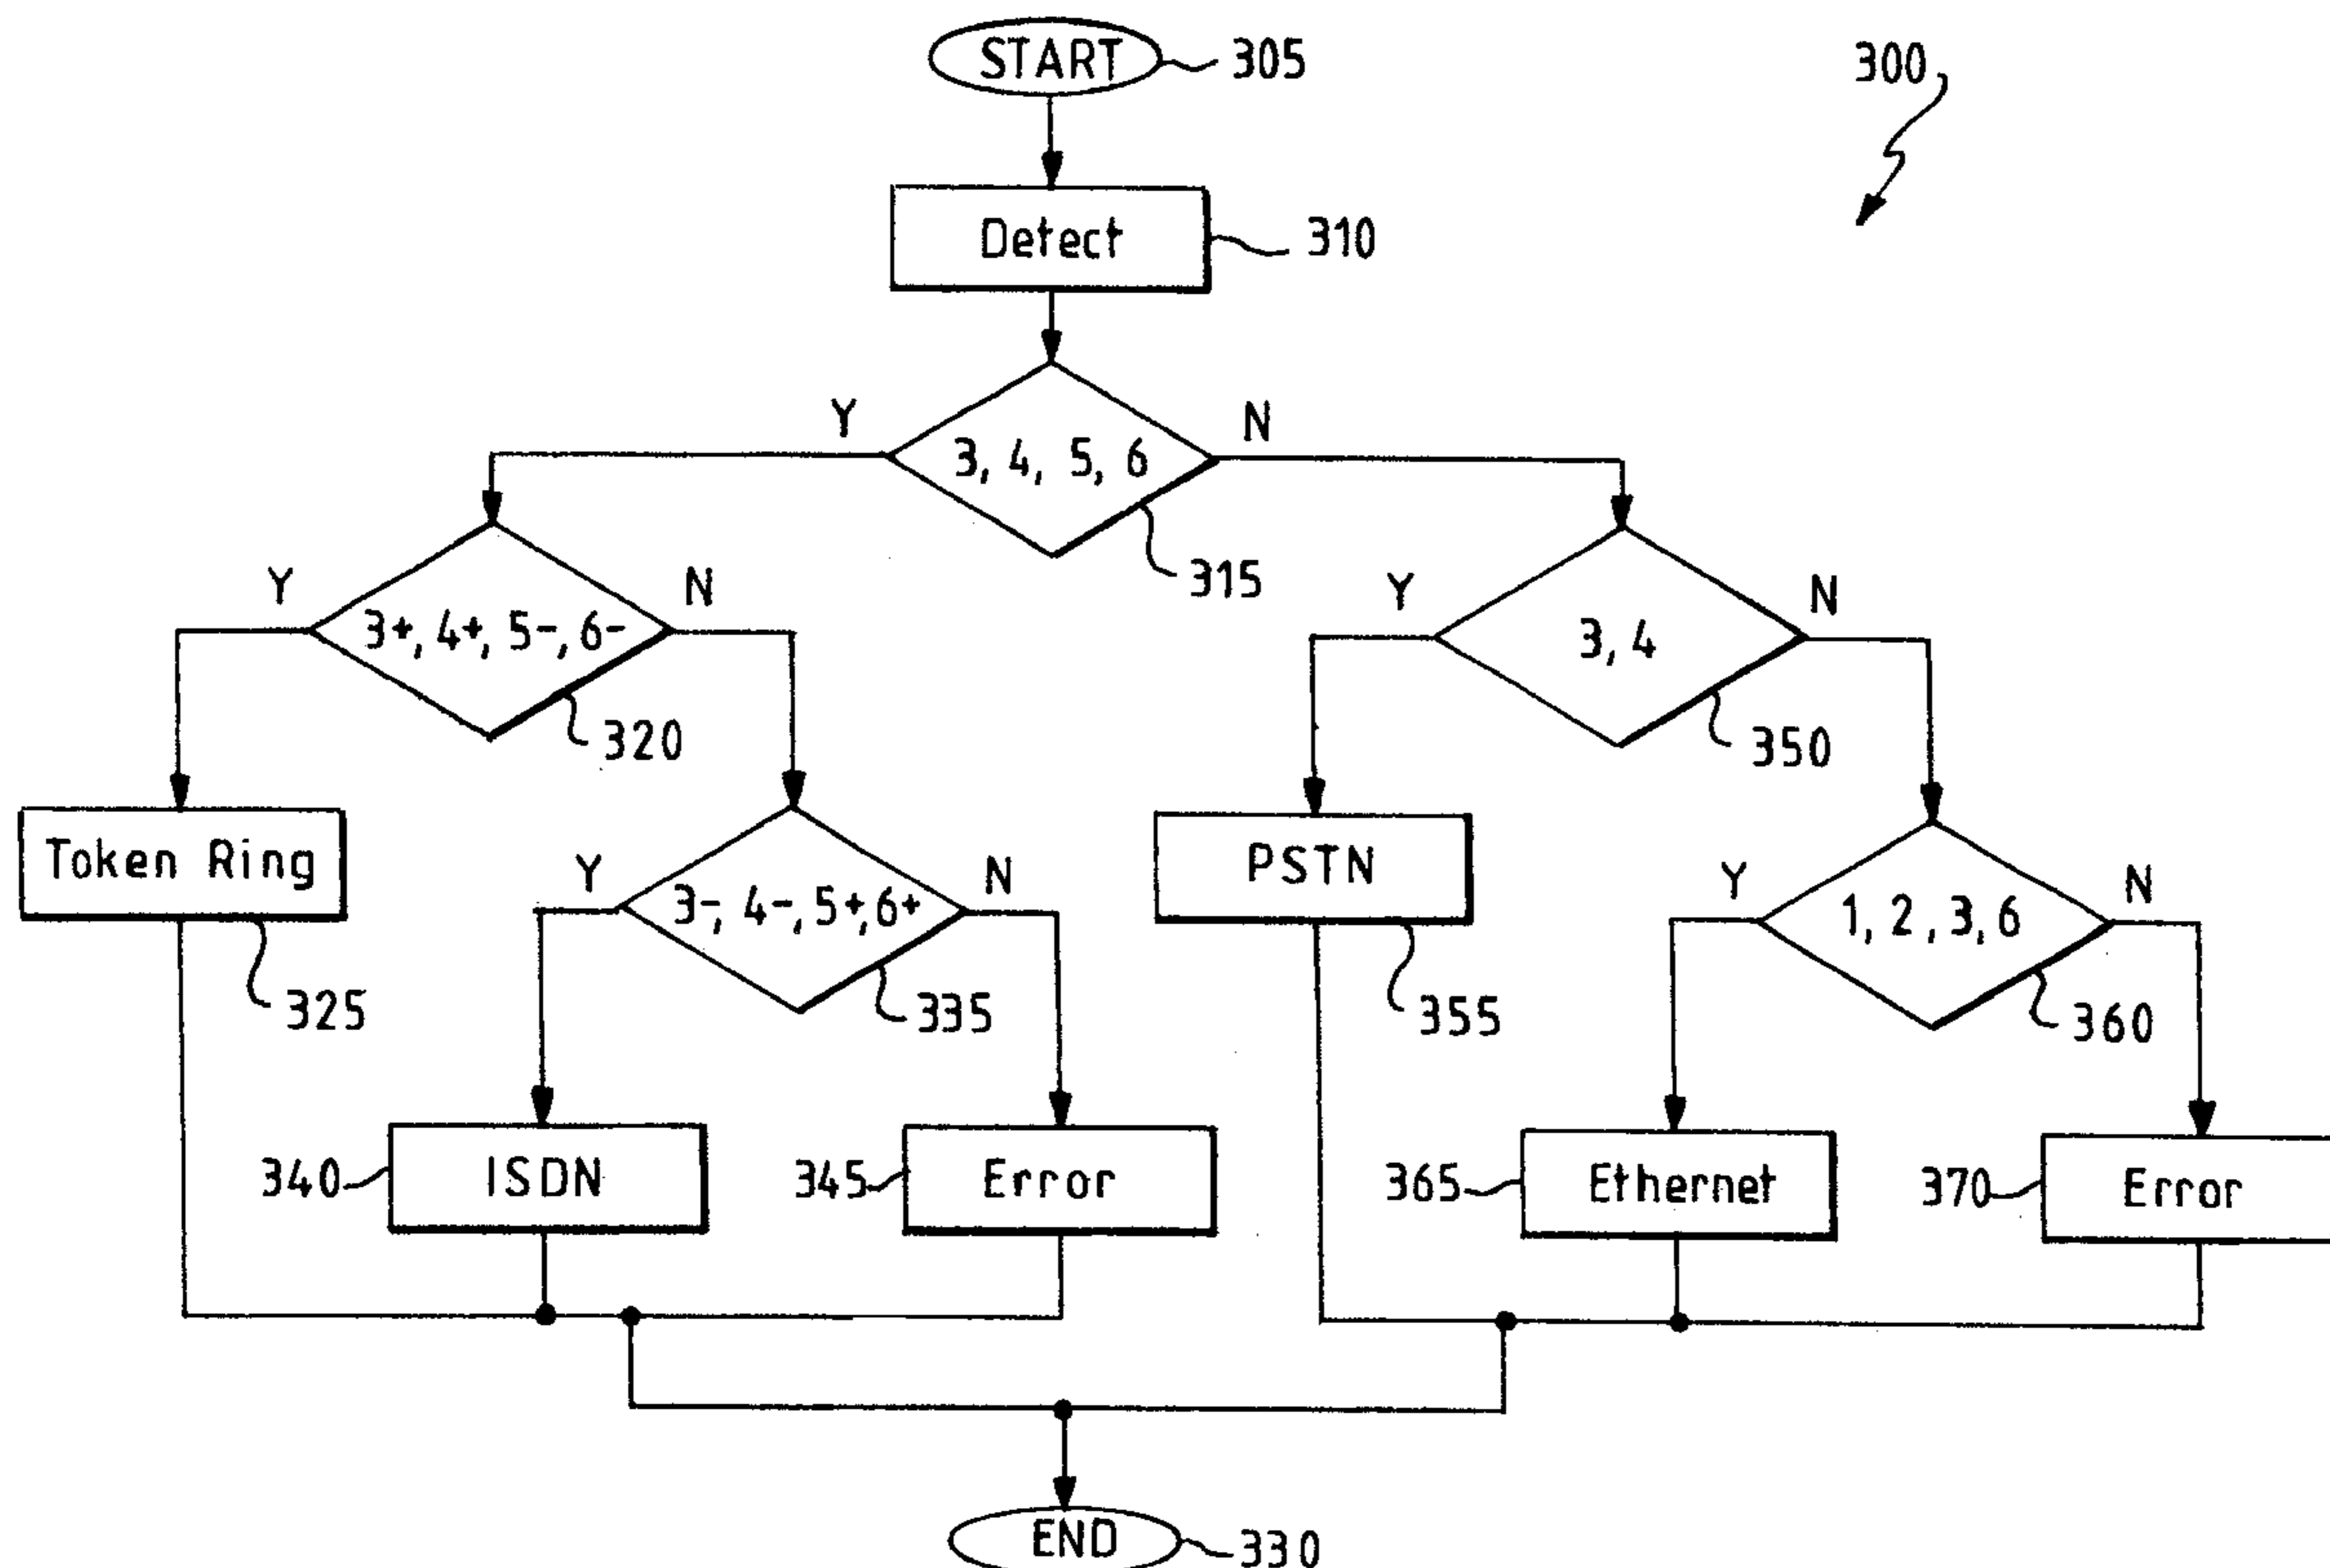 START
305
300
Detect
310
Y
N
3, 4, 5, 6
315
Y
N
3+, 4+, 5-, 6-
320
Y
N
3, 4
350
Token Ring
325
Y
N
3-, 4-, 5+, 6+
335
PSTN
355
Y
N
1, 2, 3, 6
360
340
ISDN
345
Error
365
Ethernet
370
Error
END
330